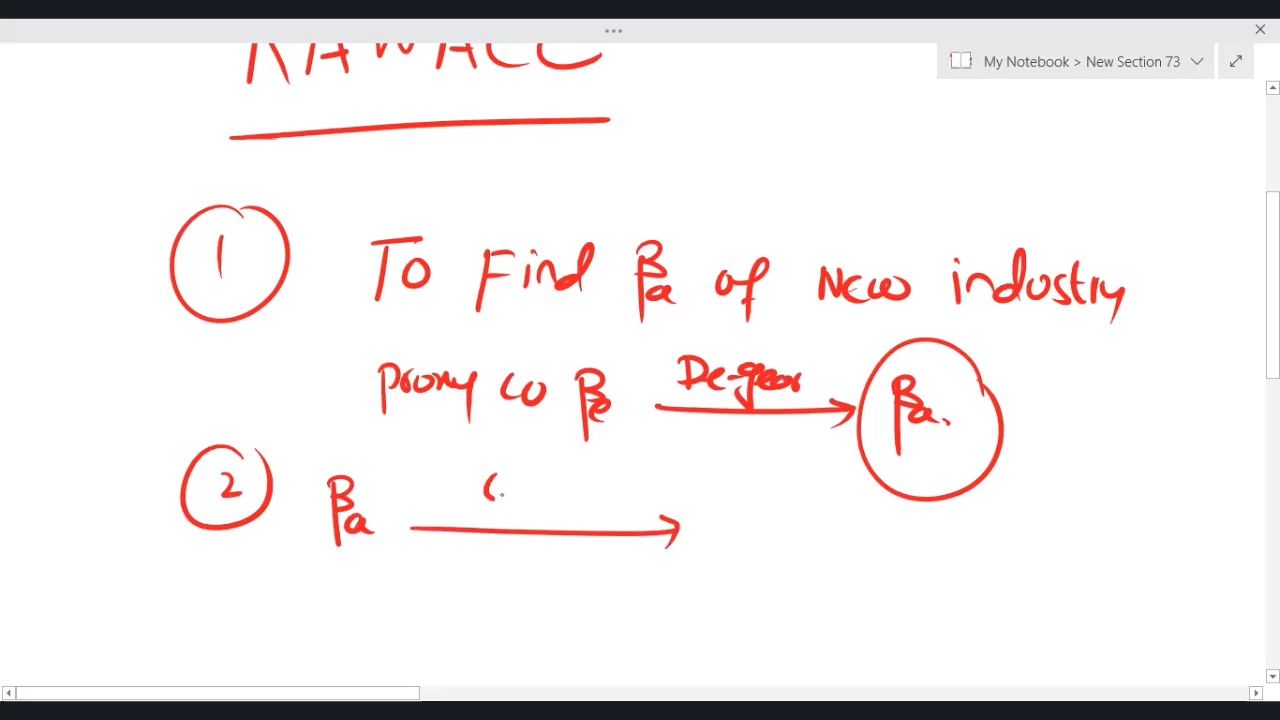 My Notebook > New Section 73
RAWACC
1 To Find βa of New industry
proxy co βe De-gear βa.
2 βa (